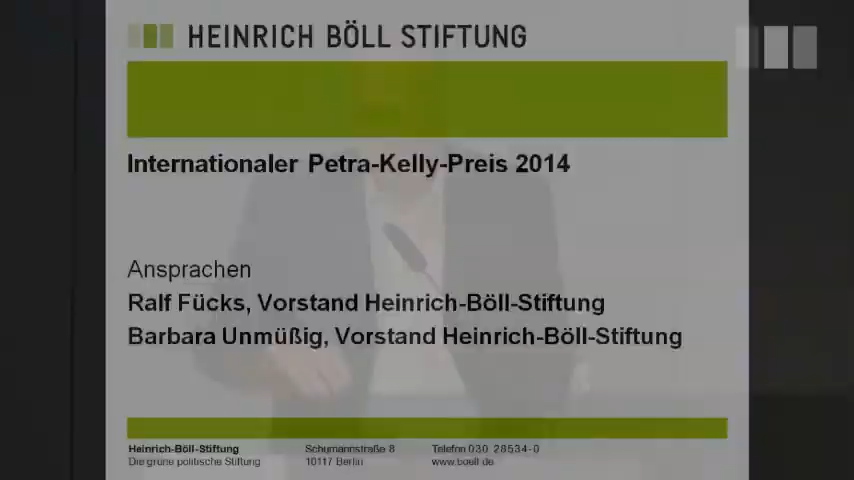 HEINRICH BÖLL STIFTUNG
Internationaler Petra-Kelly-Preis 2014
Ansprachen
Ralf Fücks, Vorstand Heinrich-Böll-Stiftung
Barbara Unmüßig, Vorstand Heinrich-Böll-Stiftung
Heinrich-Böll-Stiftung Schumannstraße 8 Telefon 030 28534-0
Die grüne politische Stiftung 10117 Berlin www.boell.de